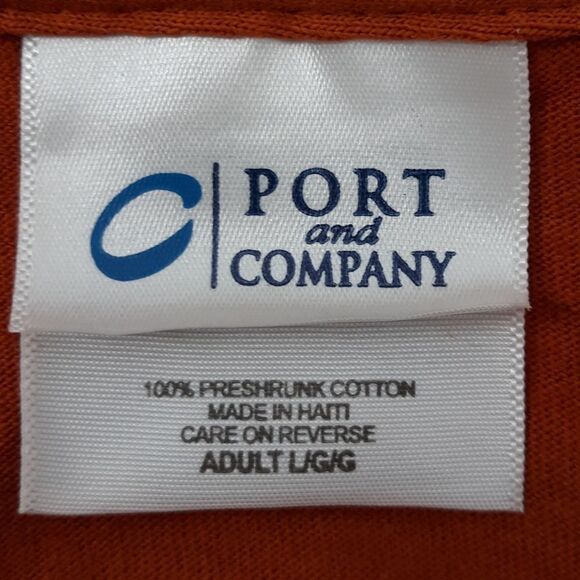 PORT
and
COMPANY
100% PRESHRUNK COTTON
MADE IN HAITI
CARE ON REVERSE
ADULT L/G/G